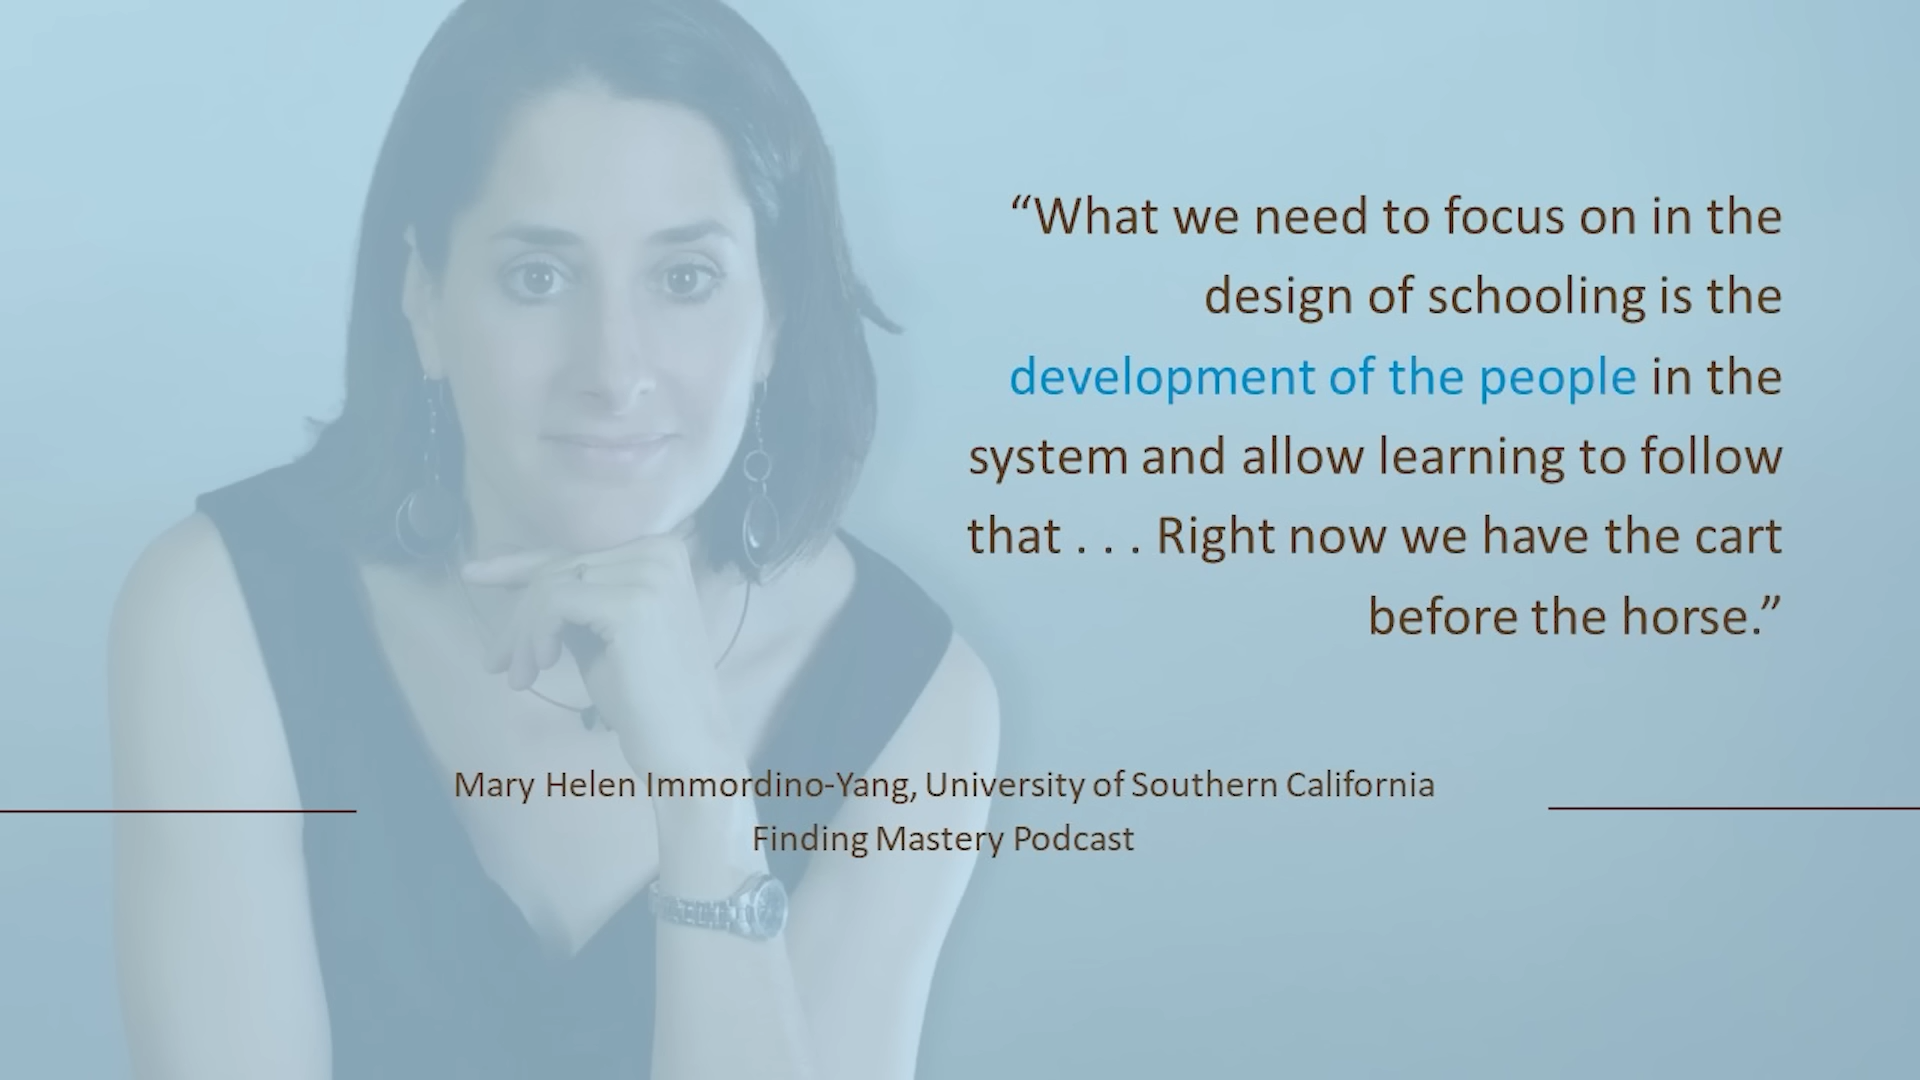 “What we need to focus on in the
design of schooling is the
development of the people in the
system and allow learning to follow
that . . . Right now we have the cart
before the horse.”
Mary Helen Immordino-Yang, University of Southern California
Finding Mastery Podcast